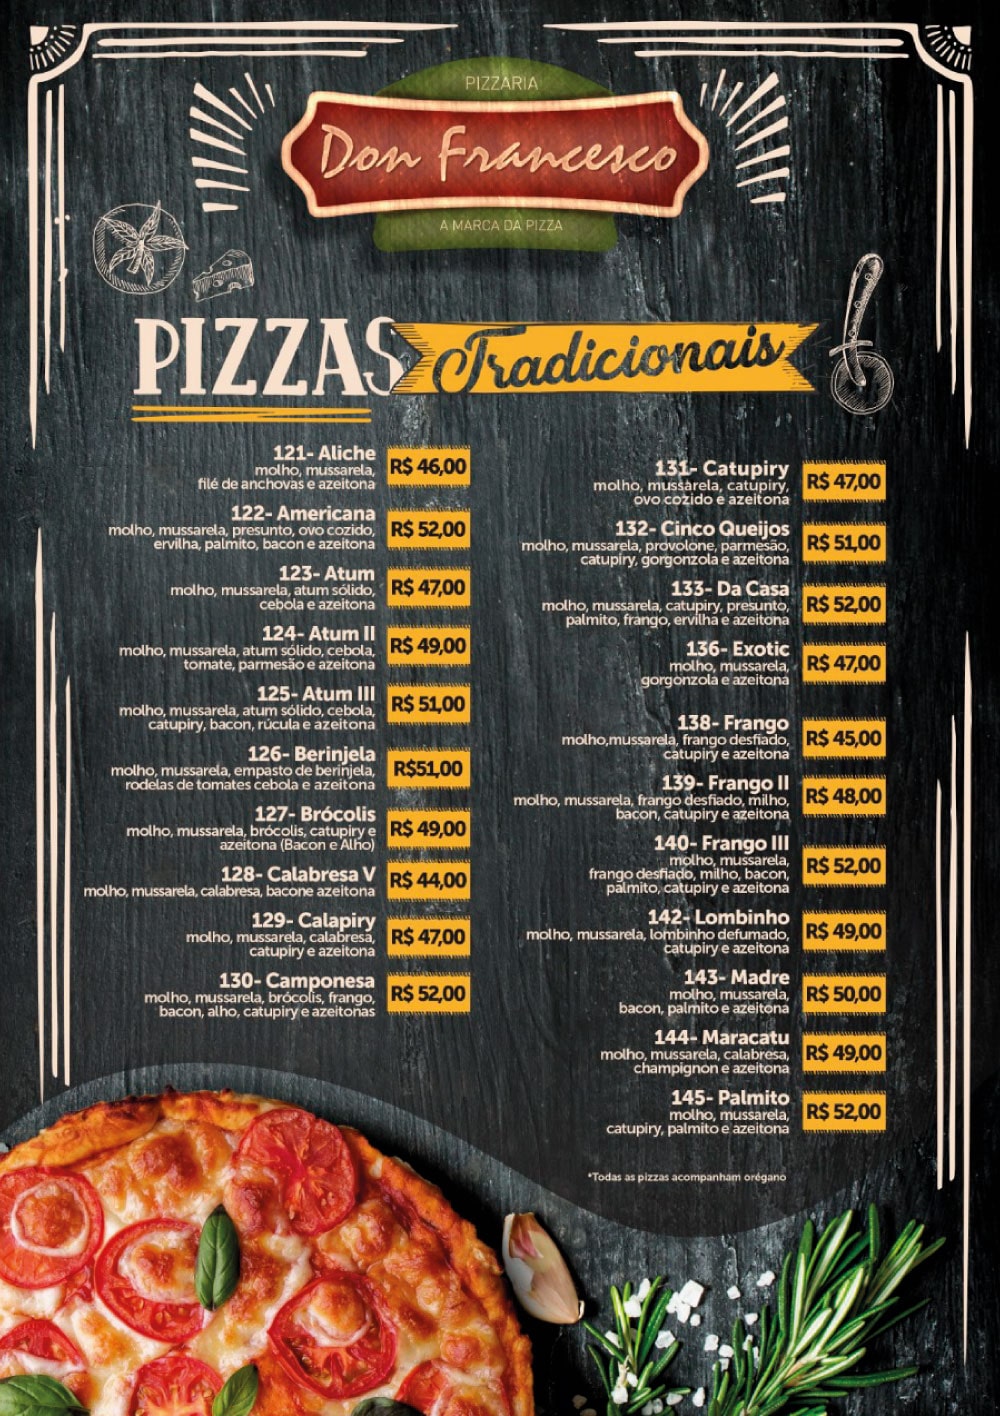 PIZZARIA
Don Francesco
A MARCA DA PIZZA
PIZZAS Tradicionais
121- Aliche
molho, mussarela,
filé de anchovas e azeitona
R$ 46,00
122- Americana
molho, mussarela, presunto, ovo cozido,
ervilha, palmito, bacon e azeitona
R$ 52,00
123- Atum
molho, mussarela, atum sólido,
cebola e azeitona
R$ 47,00
124- Atum II
molho, mussarela, atum sólido, cebola,
tomate, parmesão e azeitona
R$ 49,00
125- Atum III
molho, mussarela, atum sólido, cebola,
catupiry, bacon, rúcula e azeitona
R$ 51,00
126- Berinjela
molho, mussarela, empasto de berinjela,
rodelas de tomates cebola e azeitona
R$51,00
127- Brócolis
molho, mussarela, brócolis, catupiry e
azeitona (Bacon e Alho)
R$ 49,00
128- Calabresa V
molho, mussarela, calabresa, bacone azeitona
R$ 44,00
129- Calapiry
molho, mussarela, calabresa,
catupiry e azeitona
R$ 47,00
130- Camponesa
molho, mussarela, brócolis, frango,
bacon, alho, catupiry e azeitonas
R$ 52,00
131- Catupiry
molho, mussarela, catupiry,
ovo cozido e azeitona
R$ 47,00
132- Cinco Queijos
molho, mussarela, provolone, parmesão,
catupiry, gorgonzola e azeitona
R$ 51,00
133- Da Casa
molho, mussarela, catupiry, presunto,
palmito, frango, ervilha e azeitona
R$ 52,00
136- Exotic
molho, mussarela,
gorgonzola e azeitona
R$ 47,00
138- Frango
molho,mussarela, frango desfiado,
catupiry e azeitona
R$ 45,00
139- Frango II
molho, mussarela, frango desfiado, milho,
bacon, catupiry e azeitona
R$ 48,00
140- Frango III
molho, mussarela,
frango desfiado, milho, bacon,
palmito, catupiry e azeitona
R$ 52,00
142- Lombinho
molho, mussarela, lombinho defumado,
catupiry e azeitona
R$ 49,00
143- Madre
molho, mussarela,
bacon, palmito e azeitona
R$ 50,00
144- Maracatu
molho, mussarela, calabresa,
champignon e azeitona
R$ 49,00
145- Palmito
molho, mussarela,
catupiry, palmito e azeitona
R$ 52,00
*Todas as pizzas acompanham orégano